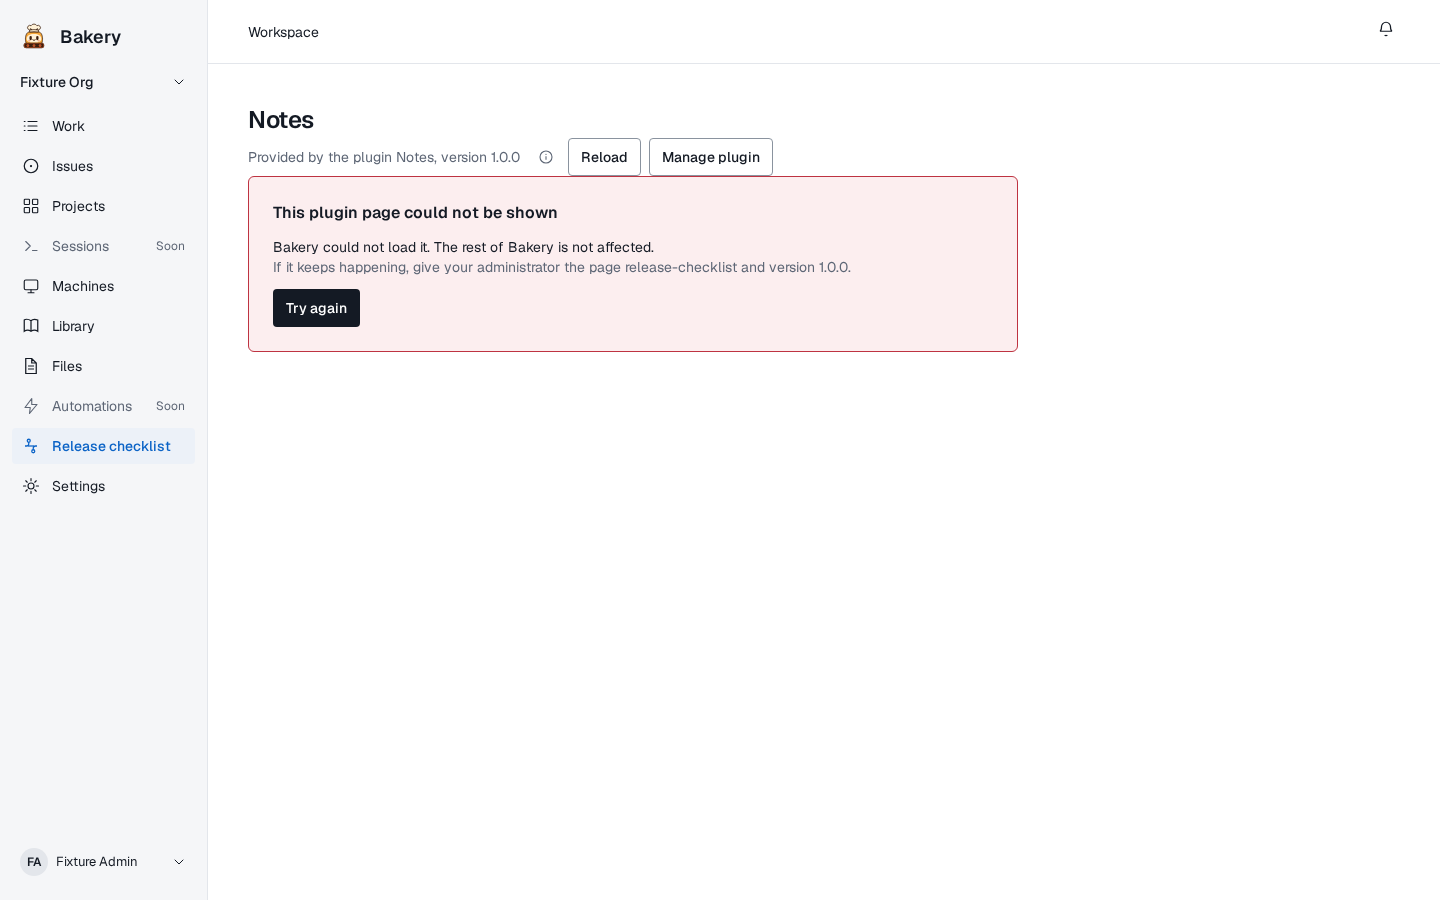 Bakery
Workspace
Fixture Org
Work
Issues
Projects
Sessions Soon
Machines
Library
Files
Automations Soon
Release checklist
Settings
Notes
Provided by the plugin Notes, version 1.0.0 Reload Manage plugin
This plugin page could not be shown
Bakery could not load it. The rest of Bakery is not affected.
If it keeps happening, give your administrator the page release-checklist and version 1.0.0.
Try again
FA Fixture Admin